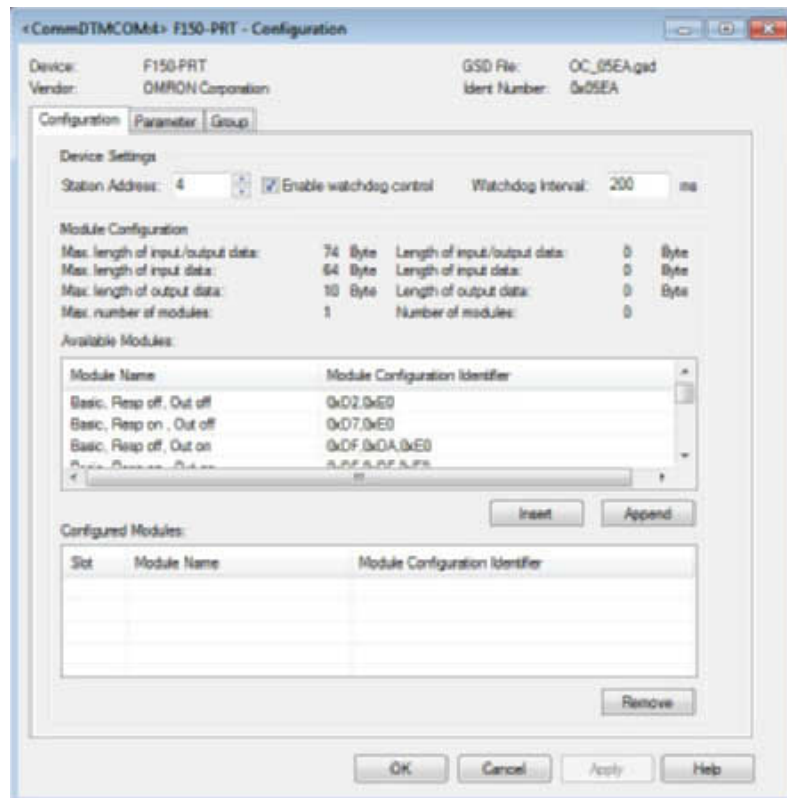 <CommDTMCOM:4> F150-PRT - Configuration
Device: F150-PRT GSD File: OC_05EA.gsd
Vendor: OMRON Corporation Ident Number: 0x05EA
Configuration Parameter Group
Device Settings
Station Address: 4 Enable watchdog control Watchdog Interval: 200 ms
Module Configuration
Max. length of input/output data: 74 Byte Length of input/output data: 0 Byte
Max. length of input data: 64 Byte Length of input data: 0 Byte
Max. length of output data: 10 Byte Length of output data: 0 Byte
Max. number of modules: 1 Number of modules: 0
Available Modules:
Module Name Module Configuration Identifier
Basic, Resp off, Out off 0xD2,0xE0
Basic, Resp on , Out off 0xD7,0xE0
Basic, Resp off, Out on 0xDF,0xDA,0xE0
Insert Append
Configured Modules:
Slot Module Name Module Configuration Identifier
Remove
OK Cancel Apply Help